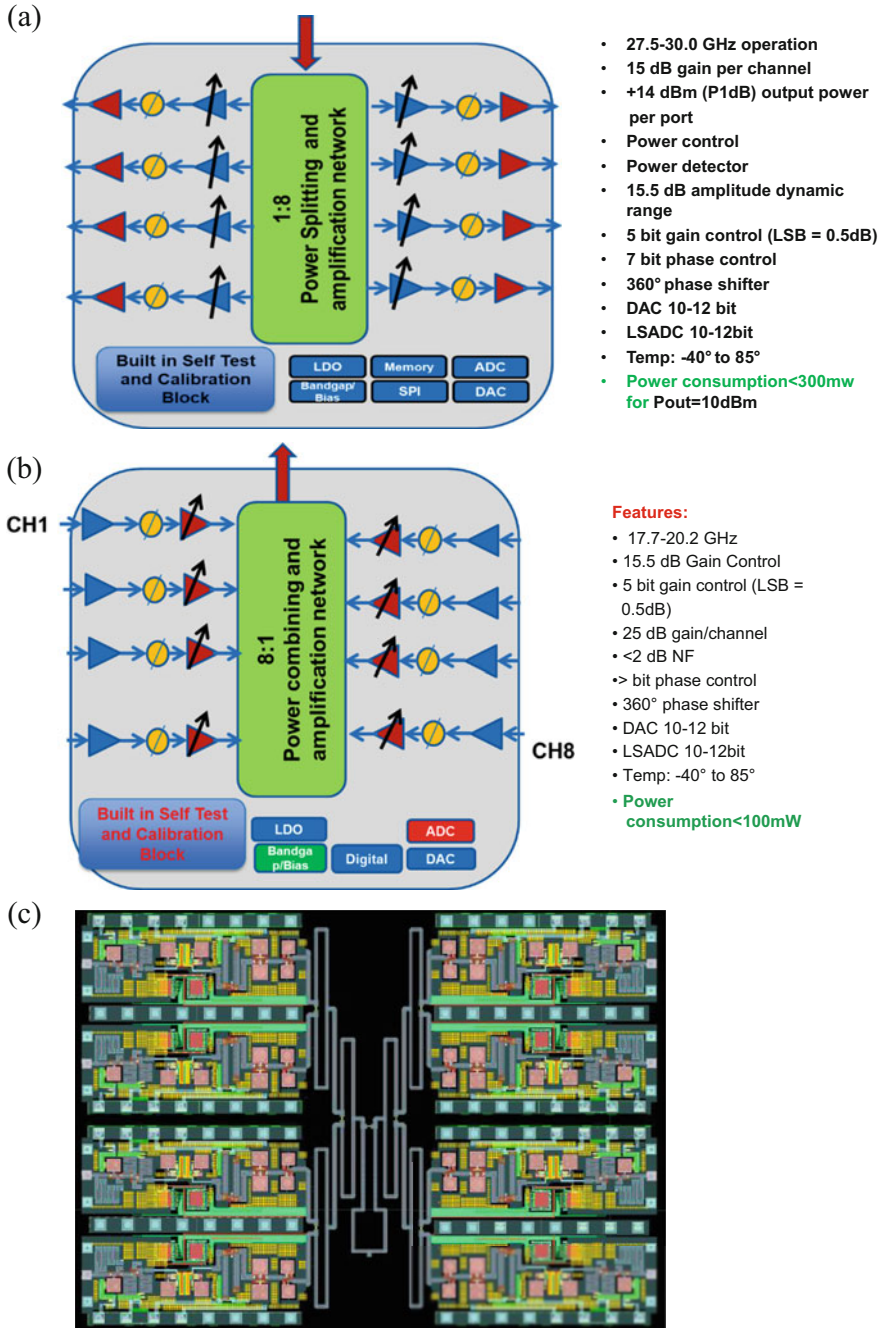 (a)
1:8
Power Splitting and
amplification network
Built in Self Test
and Calibration
Block
LDO
Memory
ADC
Bandgap/
Bias
SPI
DAC
• 27.5-30.0 GHz operation
• 15 dB gain per channel
• +14 dBm (P1dB) output power
per port
• Power control
• Power detector
• 15.5 dB amplitude dynamic
range
• 5 bit gain control (LSB = 0.5dB)
• 7 bit phase control
• 360° phase shifter
• DAC 10-12 bit
• LSADC 10-12bit
• Temp: -40° to 85°
• Power consumption<300mw
for Pout=10dBm
(b)
CH1
8:1
Power combining and
amplification network
CH8
Built in Self Test
and Calibration
Block
LDO
ADC
Bandga
p/Bias
Digital
DAC
Features:
• 17.7-20.2 GHz
• 15.5 dB Gain Control
• 5 bit gain control (LSB =
0.5dB)
• 25 dB gain/channel
• <2 dB NF
•> bit phase control
• 360° phase shifter
• DAC 10-12 bit
• LSADC 10-12bit
• Temp: -40° to 85°
• Power
consumption<100mW
(c)